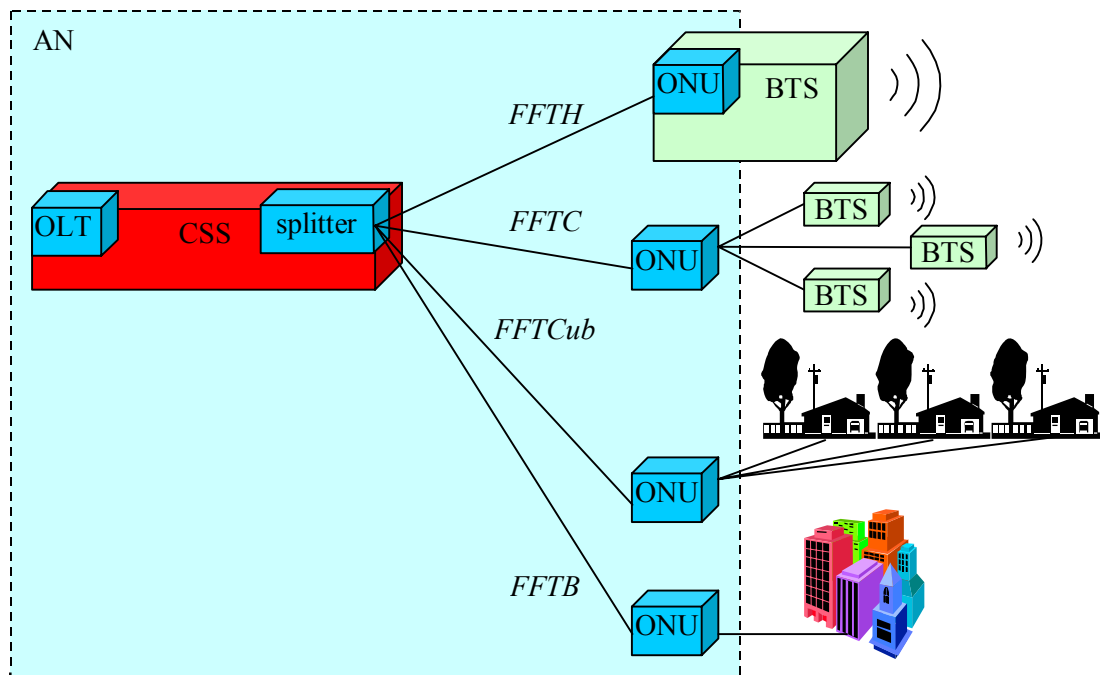 AN
ONU
BTS
FFTH
OLT
CSS
splitter
FFTC
ONU
BTS
BTS
BTS
FFTCub
ONU
FFTB
ONU